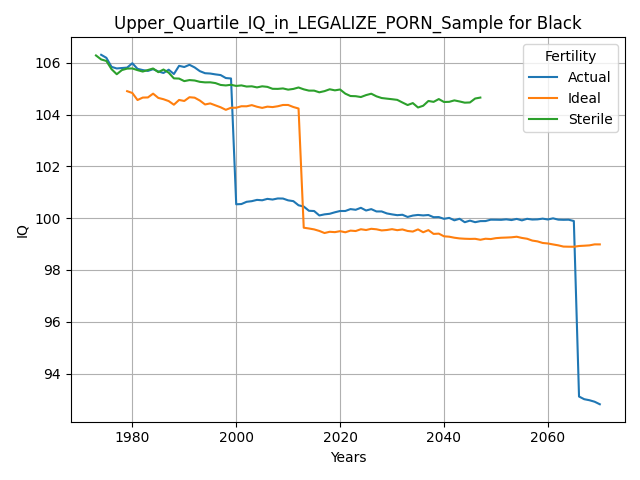 Upper_Quartile_IQ_in_LEGALIZE_PORN_Sample for Black
Fertility
Actual
Ideal
Sterile
IQ
106
104
102
100
98
96
94
1980
2000
2020
2040
2060
Years